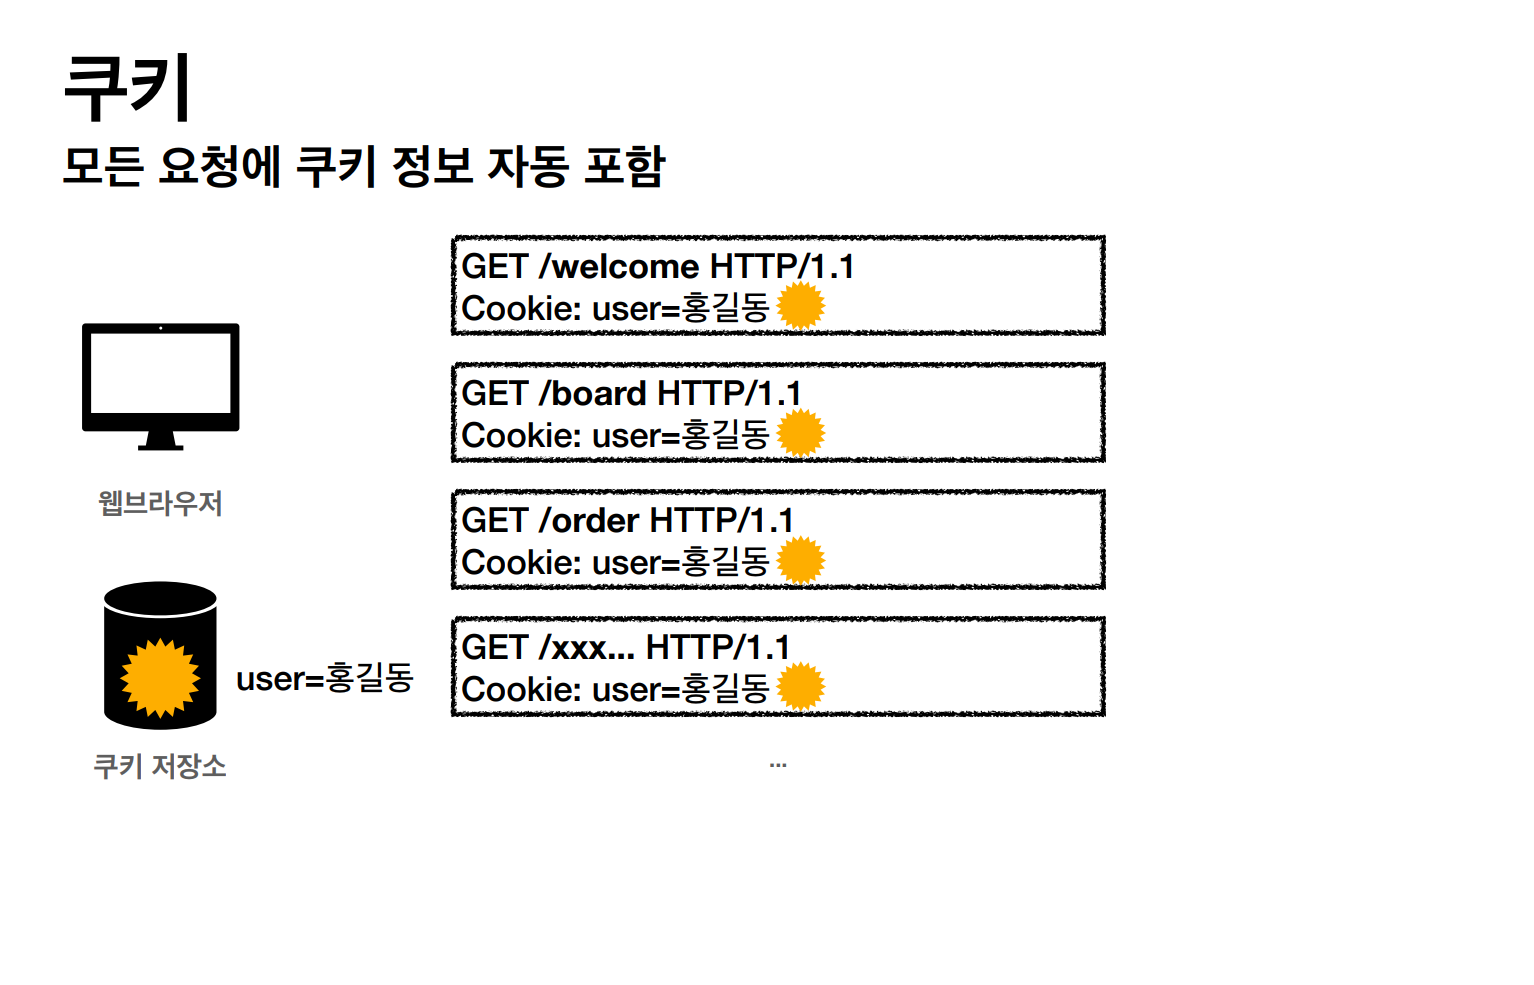 쿠키
모든 요청에 쿠키 정보 자동 포함
GET /welcome HTTP/1.1
Cookie: user=홍길동
GET /board HTTP/1.1
Cookie: user=홍길동
웹브라우저
GET /order HTTP/1.1
Cookie: user=홍길동
GET /xxx... HTTP/1.1
Cookie: user=홍길동
user=홍길동
쿠키 저장소
...